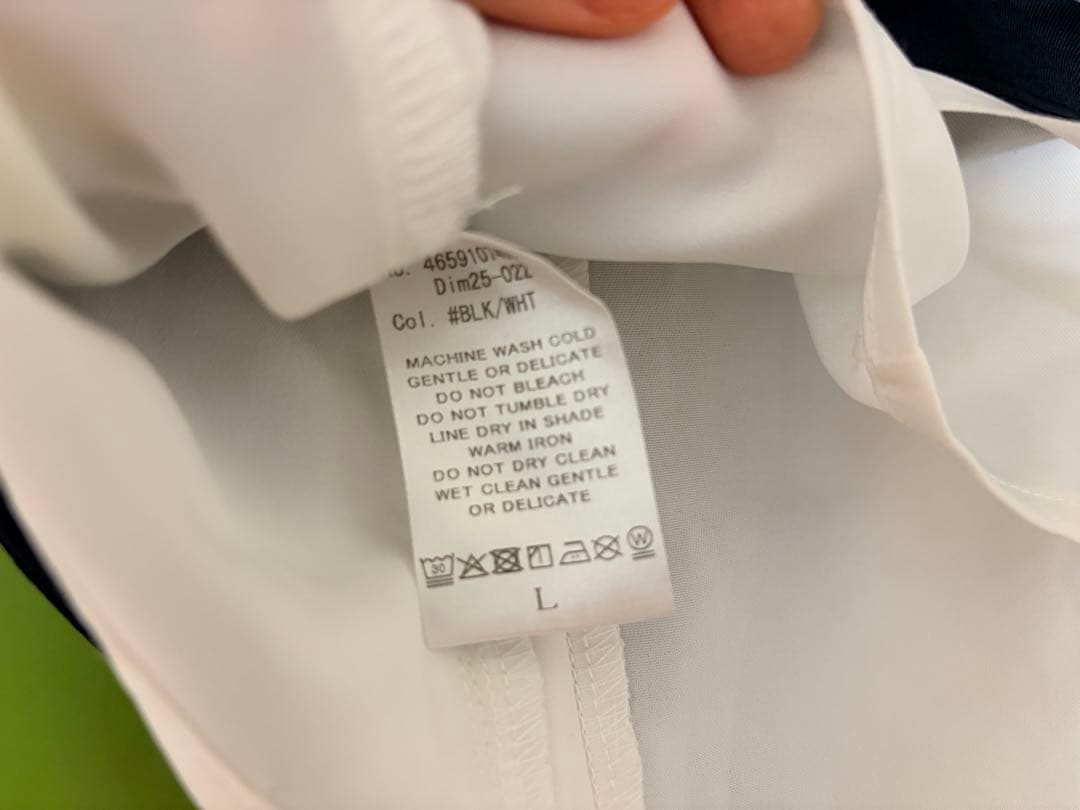 Dim25-022
Col. #BLK/WHT
MACHINE WASH COLD
GENTLE OR DELICATE
DO NOT BLEACH
DO NOT TUMBLE DRY
LINE DRY IN SHADE
WARM IRON
DO NOT DRY CLEAN
WET CLEAN GENTLE
OR DELICATE
30 W
L